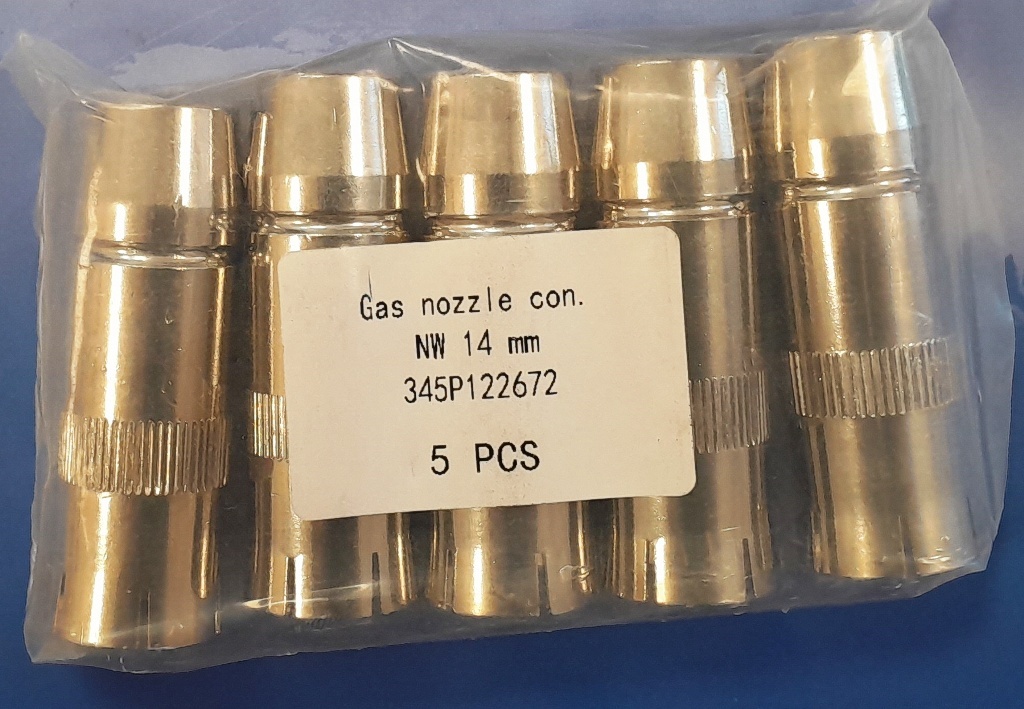 Gas nozzle con.
NW 14 mm
345P122672
5 PCS